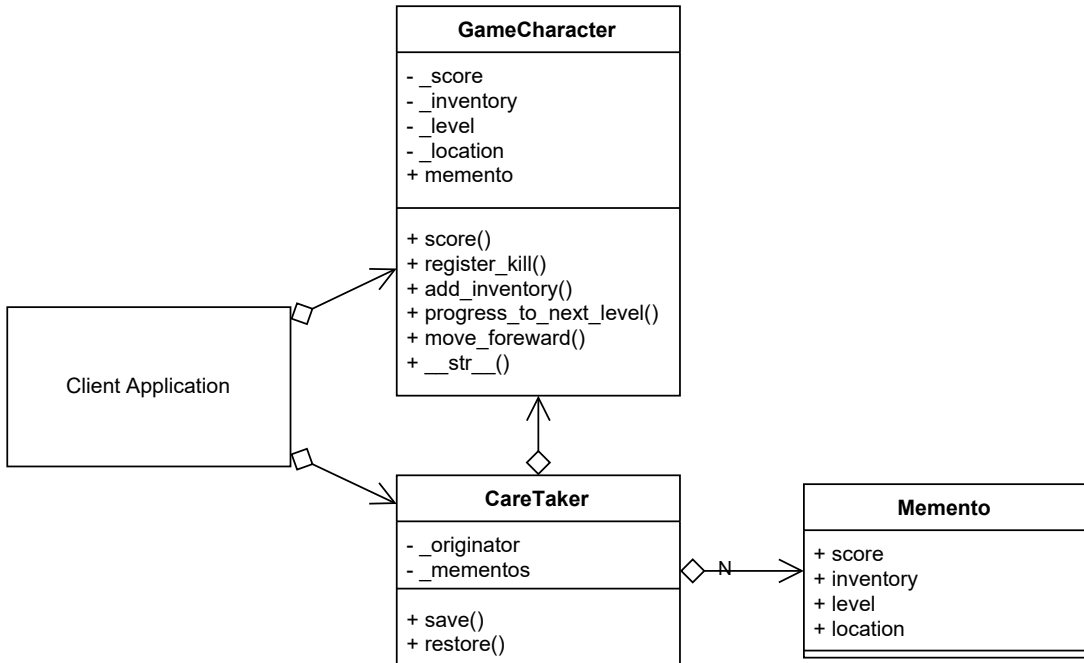 GameCharacter
- _score
- _inventory
- _level
- _location
+ memento
+ score()
+ register_kill()
+ add_inventory()
+ progress_to_next_level()
+ move_foreward()
+ __str__()
Client Application
CareTaker
- _originator
- _mementos
+ save()
+ restore()
N
Memento
+ score
+ inventory
+ level
+ location